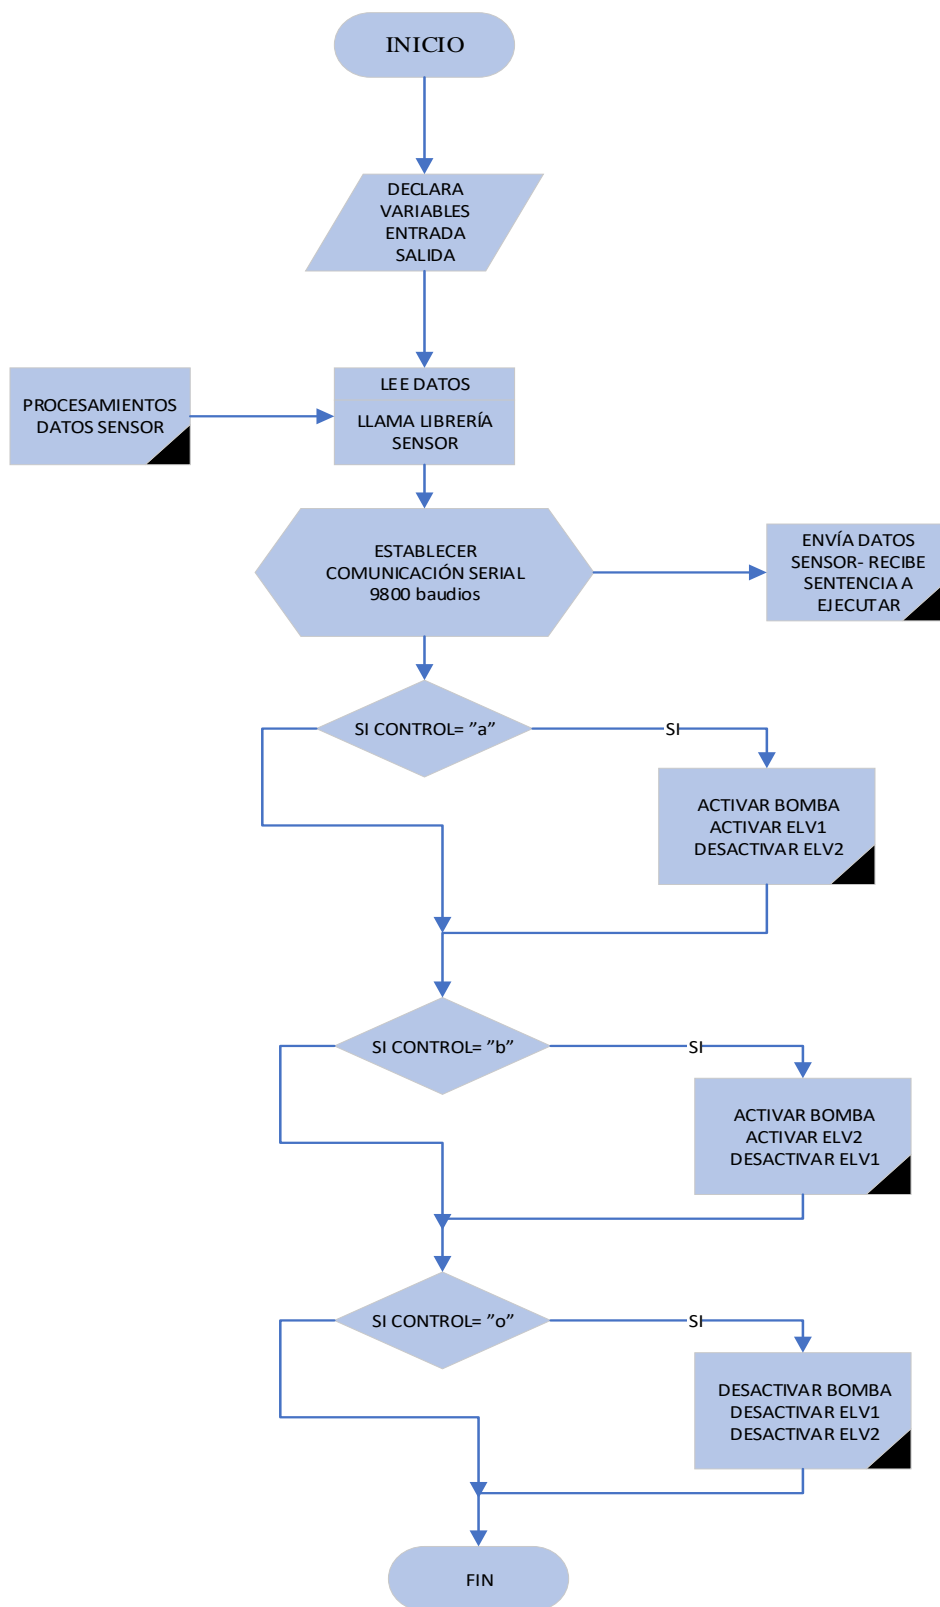 INICIO
DECLARA
VARIABLES
ENTRADA
SALIDA
PROCESAMIENTOS
DATOS SENSOR
LEE DATOS
LLAMA LIBRERÍA
SENSOR
ESTABLECER
COMUNICACIÓN SERIAL
9800 baudios
ENVÍA DATOS
SENSOR- RECIBE
SENTENCIA A
EJECUTAR
SI CONTROL= ”a”
SI
ACTIVAR BOMBA
ACTIVAR ELV1
DESACTIVAR ELV2
SI CONTROL= ”b”
SI
ACTIVAR BOMBA
ACTIVAR ELV2
DESACTIVAR ELV1
SI CONTROL= ”o”
SI
DESACTIVAR BOMBA
DESACTIVAR ELV1
DESACTIVAR ELV2
FIN